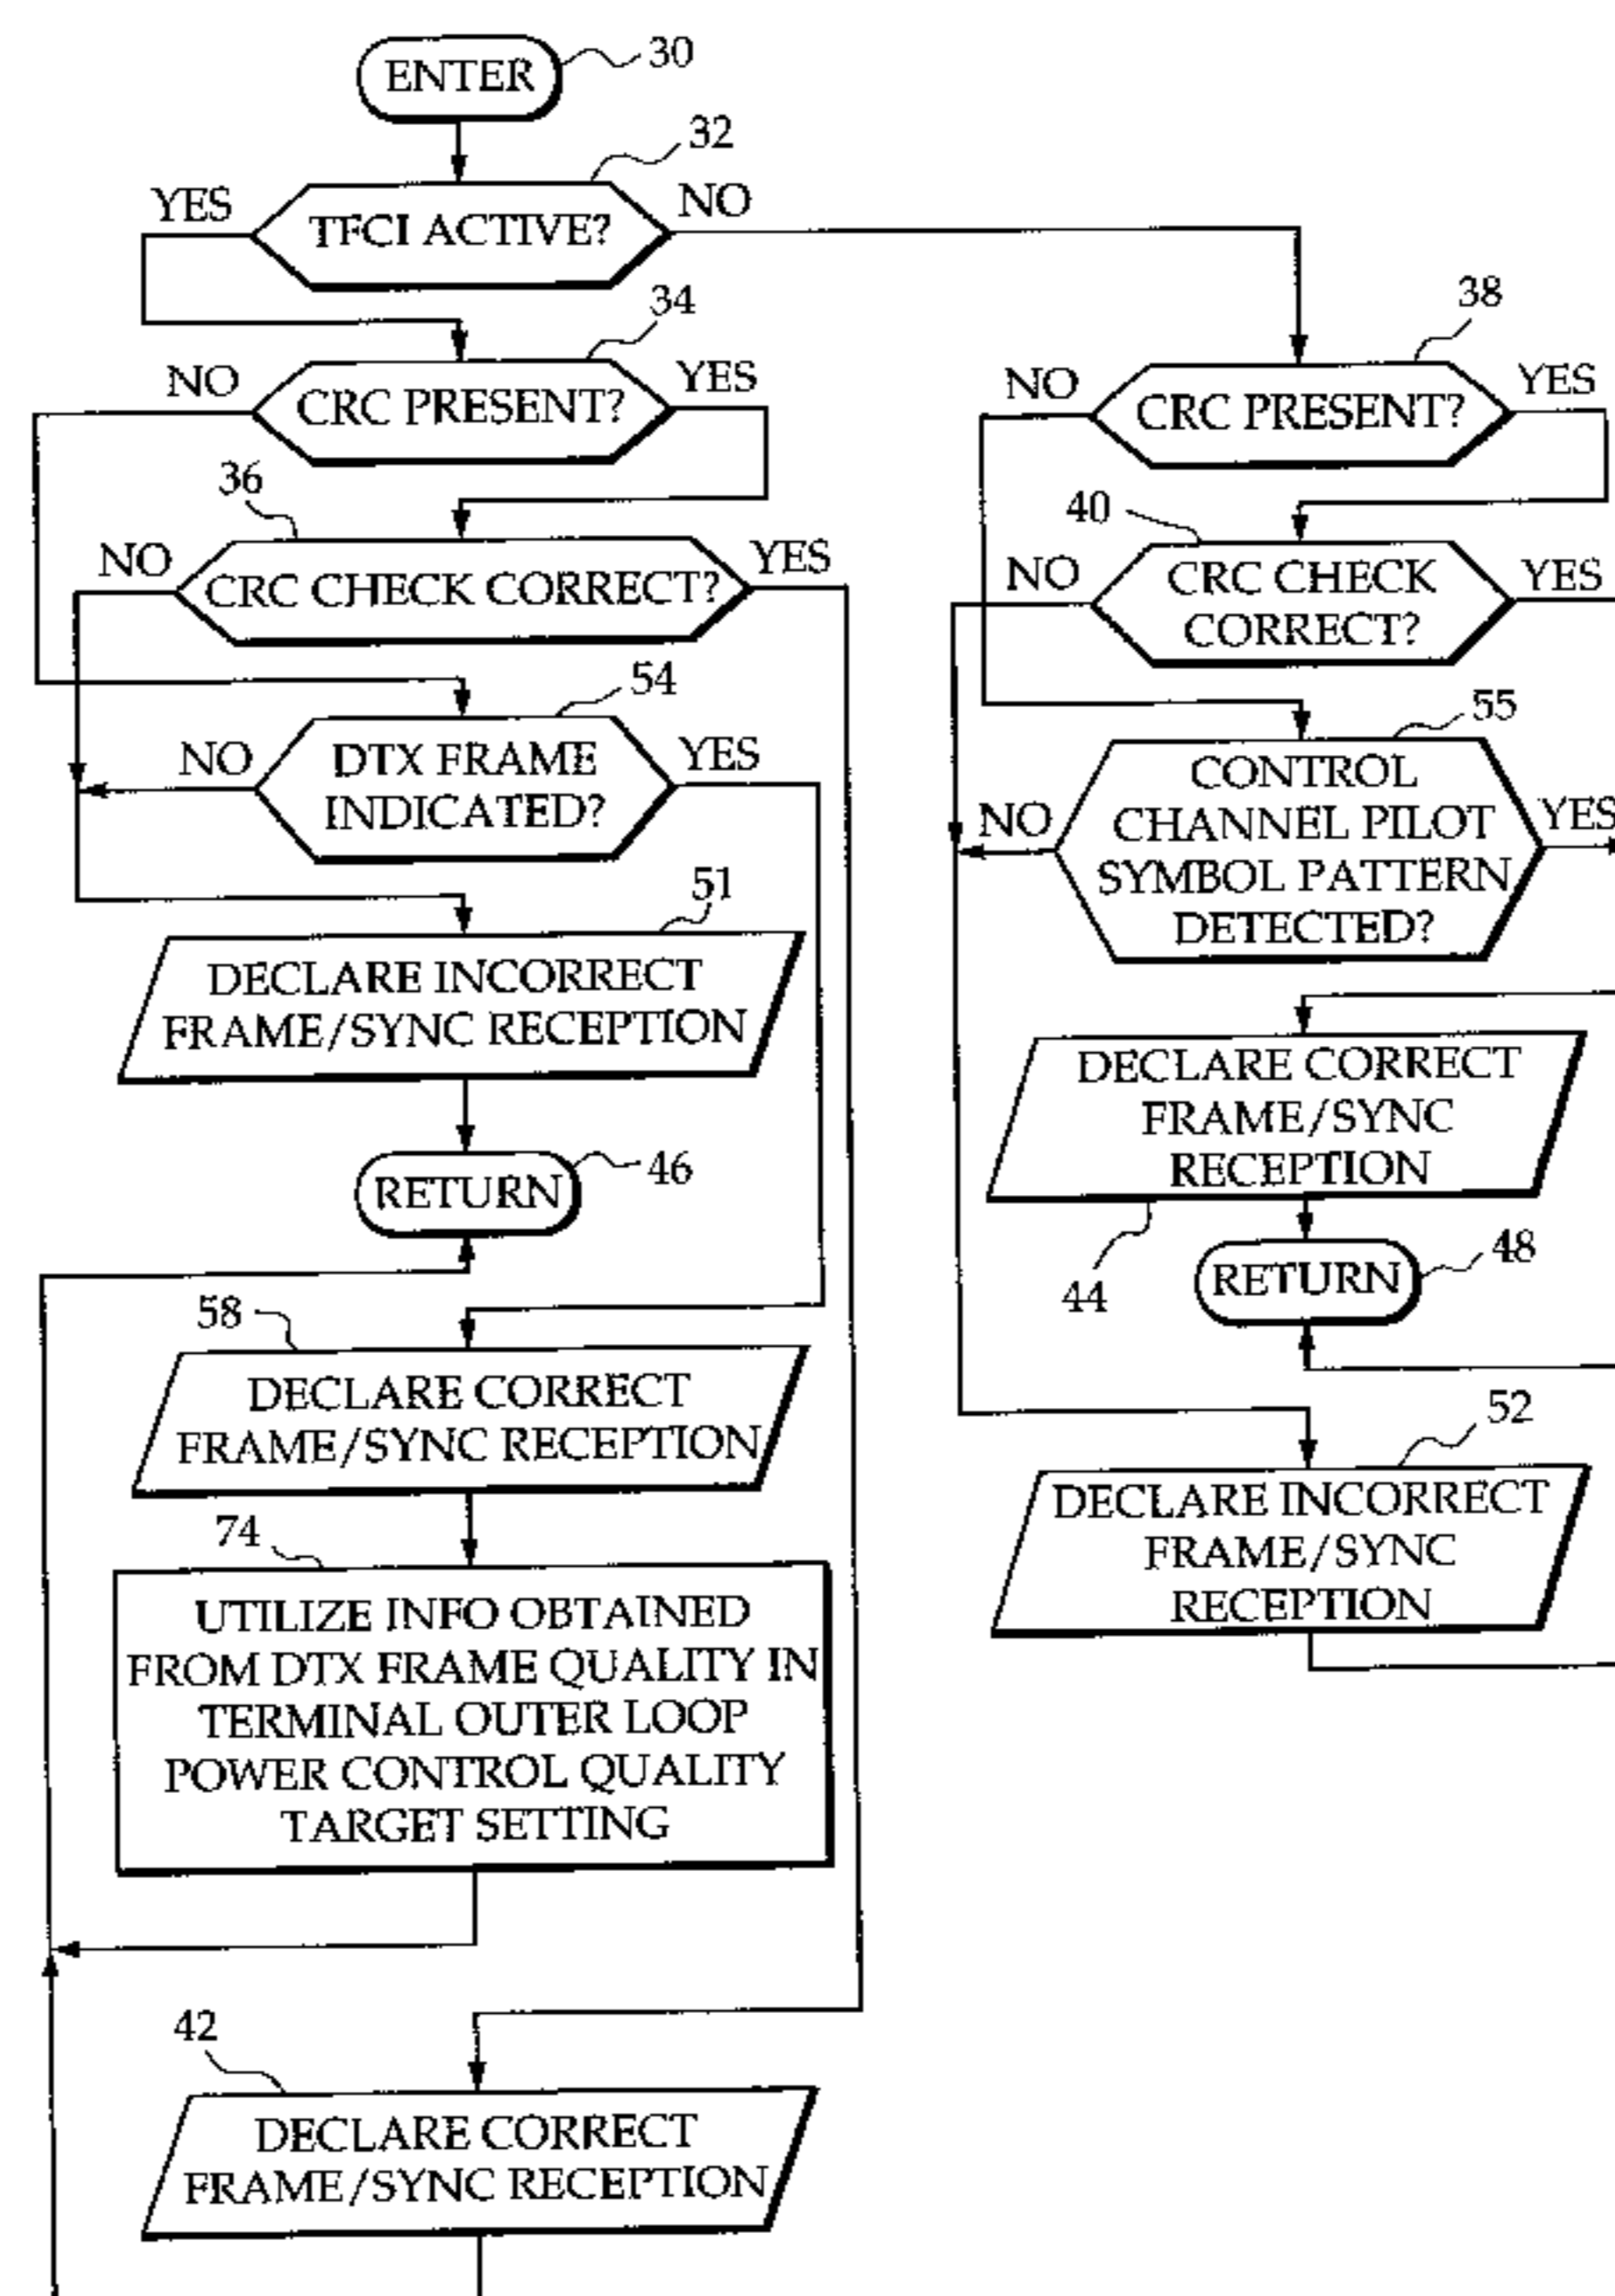 ENTER
30
32
YES
TFCI ACTIVE?
NO
34
NO
CRC PRESENT?
YES
36
NO
CRC CHECK CORRECT?
YES
54
NO
DTX FRAME
INDICATED?
YES
51
DECLARE INCORRECT
FRAME/SYNC RECEPTION
RETURN
46
58
DECLARE CORRECT
FRAME/SYNC RECEPTION
74
UTILIZE INFO OBTAINED
FROM DTX FRAME QUALITY IN
TERMINAL OUTER LOOP
POWER CONTROL QUALITY
TARGET SETTING
42
DECLARE CORRECT
FRAME/SYNC RECEPTION
38
NO
CRC PRESENT?
YES
40
NO
CRC CHECK
CORRECT?
YES
55
NO
CONTROL
CHANNEL PILOT
SYMBOL PATTERN
DETECTED?
YES
DECLARE CORRECT
FRAME/SYNC
RECEPTION
44
RETURN
48
52
DECLARE INCORRECT
FRAME/SYNC
RECEPTION